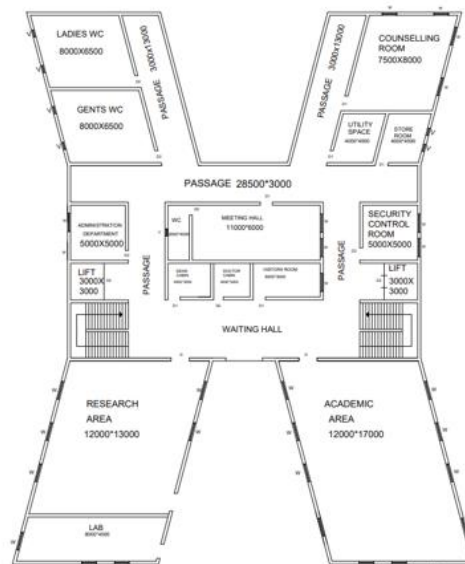 LADIES WC
8000X6500
PASSAGE 3000x13000
PASSAGE 3000x13000
COUNSELLING
ROOM
7500X8000
GENTS WC
8000X6500
UTILITY
SPACE
4000*4000
STORE
ROOM
PASSAGE 28500*3000
ADMINISTRATION
DEPARTMENT
5000X5000
WC
MEETING HALL
11000*6000
SECURITY
CONTROL
ROOM
5000X5000
LIFT
3000X
3000
PASSAGE
DEAN
CABIN
DOCTOR
CABIN
VISITORS ROOM
PASSAGE
LIFT
3000X
3000
WAITING HALL
RESEARCH
AREA
12000*13000
ACADEMIC
AREA
12000*17000
LAB